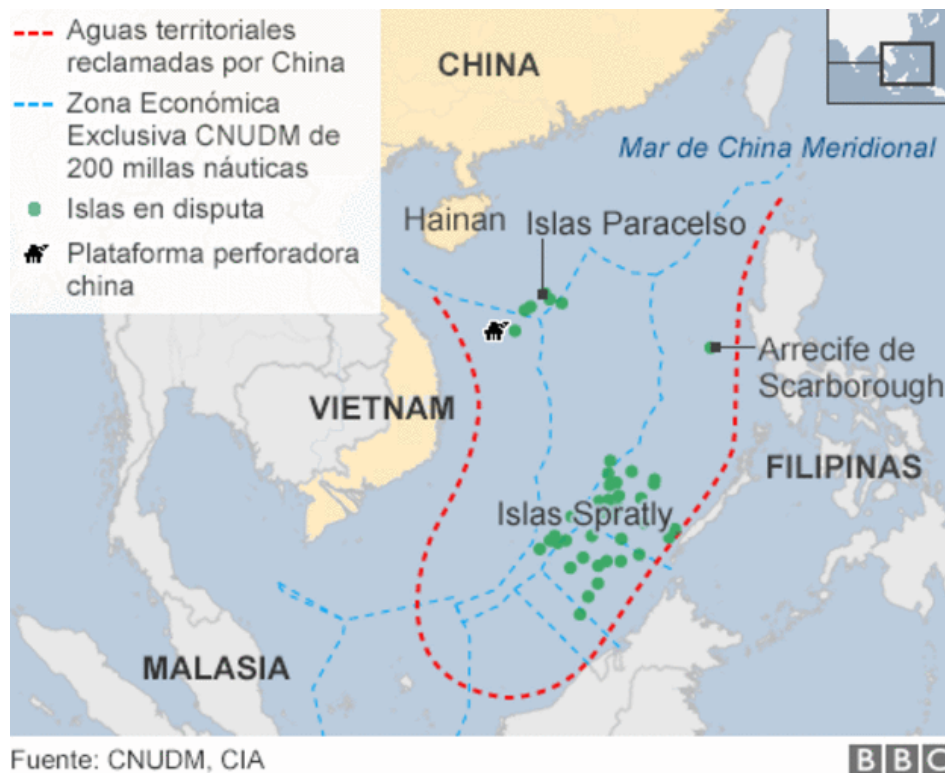 Aguas territoriales
reclamadas por China
Zona Económica
Exclusiva CNUDM de
200 millas náuticas
Islas en disputa
Plataforma perforadora
china
CHINA
Mar de China Meridional
Hainan
Islas Paracelso
Arrecife de
Scarborough
VIETNAM
FILIPINAS
Islas Spratly
MALASIA
Fuente: CNUDM, CIA
BBC